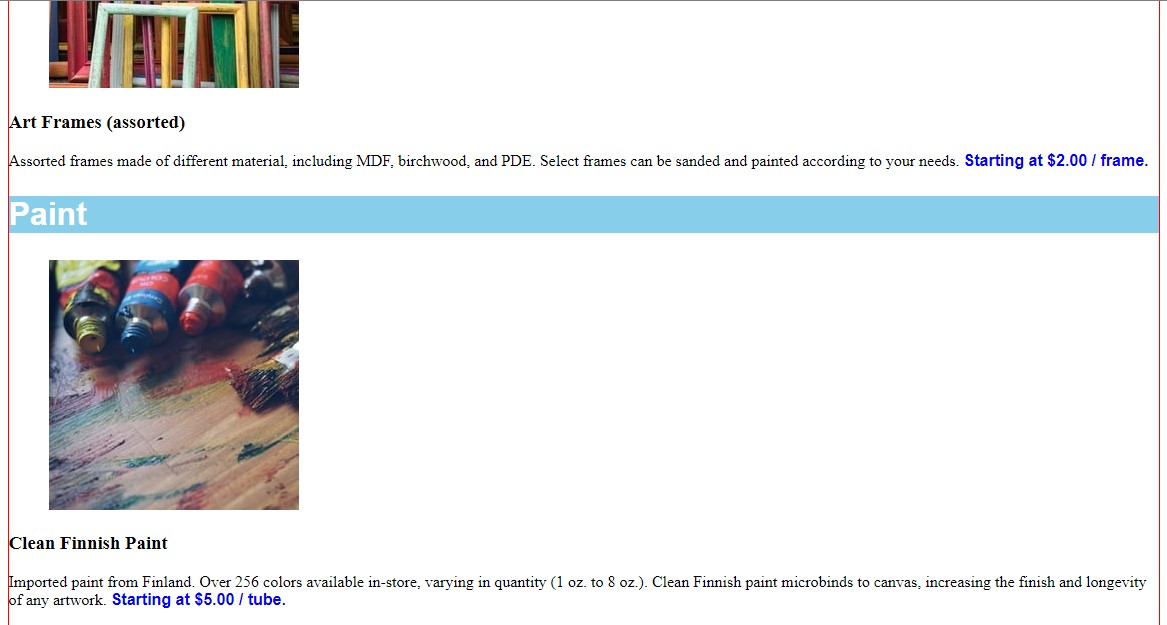 Art Frames (assorted)
Assorted frames made of different material, including MDF, birchwood, and PDE. Select frames can be sanded and painted according to your needs. Starting at $2.00 / frame.
Paint
Clean Finnish Paint
Imported paint from Finland. Over 256 colors available in-store, varying in quantity (1 oz. to 8 oz.). Clean Finnish paint microbinds to canvas, increasing the finish and longevity
of any artwork. Starting at $5.00 / tube.